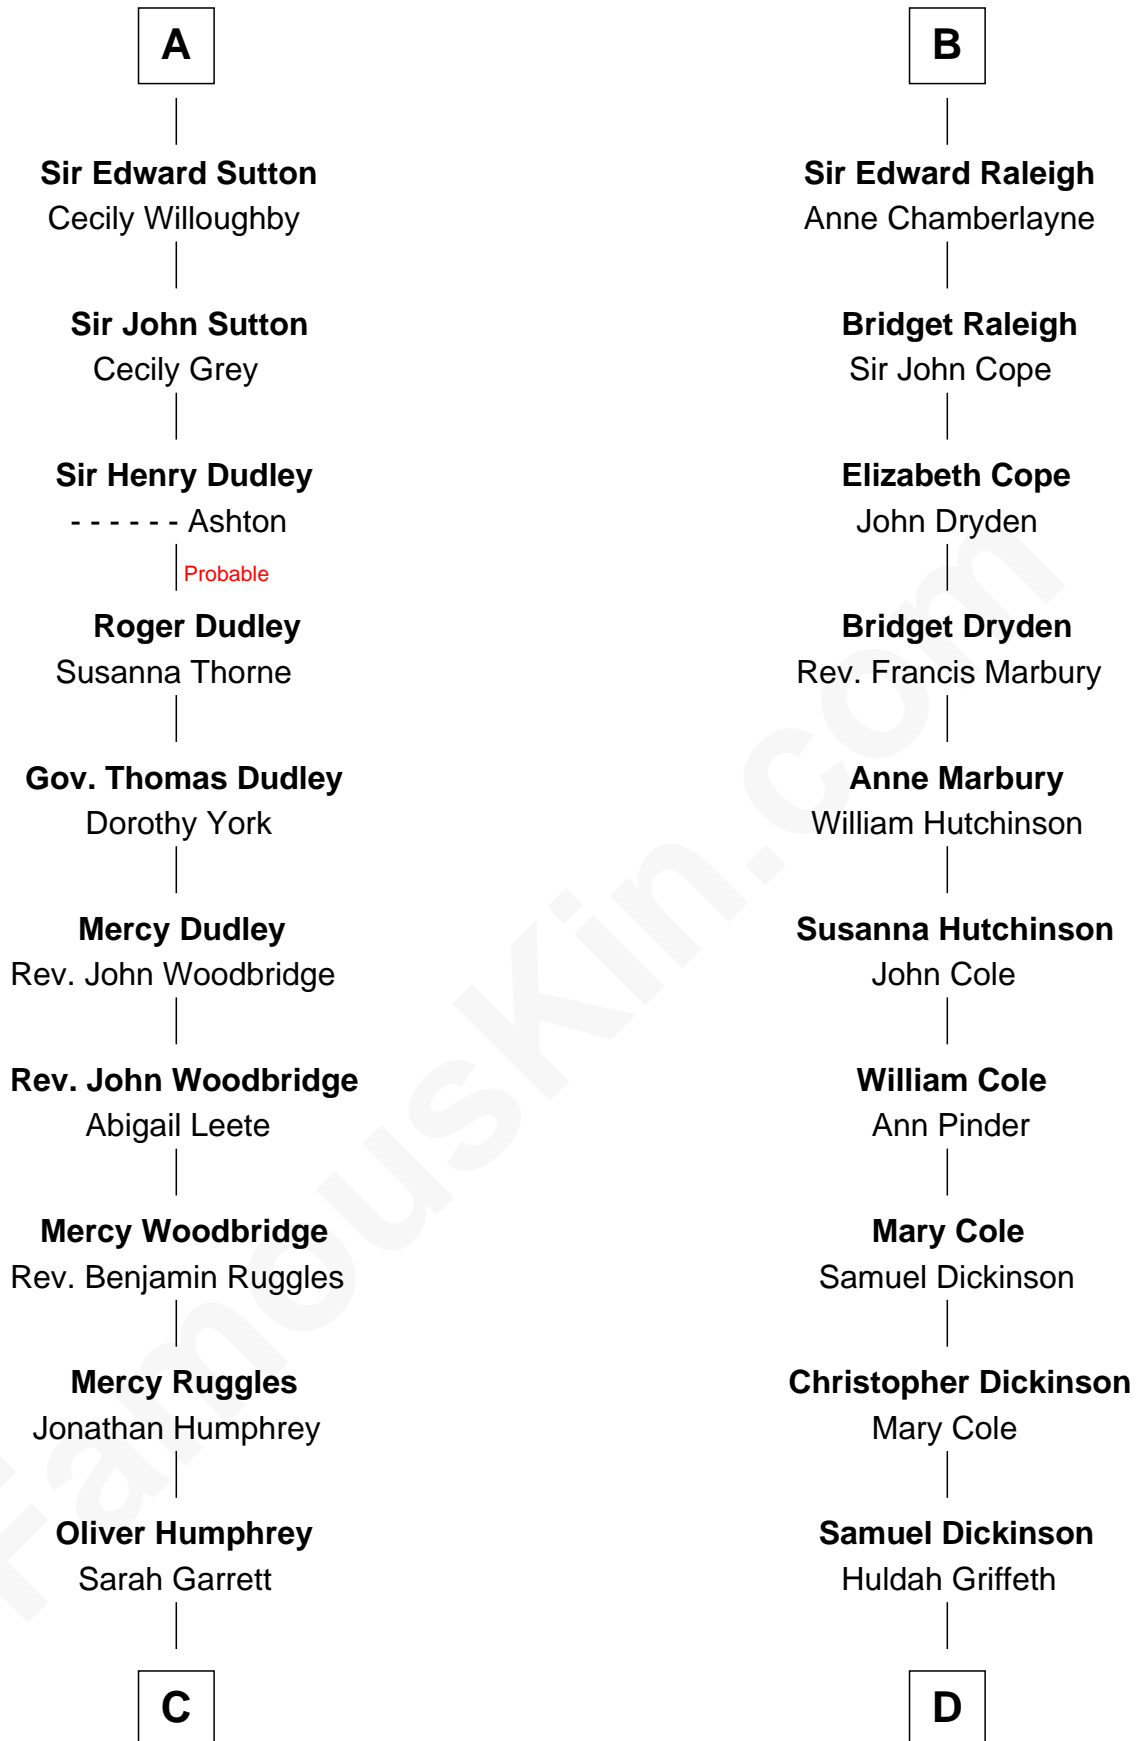 A
Sir Edward Sutton
Cecily Willoughby
Sir John Sutton
Cecily Grey
Sir Henry Dudley
- - - - - - Ashton
Probable
Roger Dudley
Susanna Thorne
Gov. Thomas Dudley
Dorothy York
Mercy Dudley
Rev. John Woodbridge
Rev. John Woodbridge
Abigail Leete
Mercy Woodbridge
Rev. Benjamin Ruggles
Mercy Ruggles
Jonathan Humphrey
Oliver Humphrey
Sarah Garrett
C
B
Sir Edward Raleigh
Anne Chamberlayne
Bridget Raleigh
Sir John Cope
Elizabeth Cope
John Dryden
Bridget Dryden
Rev. Francis Marbury
Anne Marbury
William Hutchinson
Susanna Hutchinson
John Cole
William Cole
Ann Pinder
Mary Cole
Samuel Dickinson
Christopher Dickinson
Mary Cole
Samuel Dickinson
Huldah Griffeth
D
FamousKin.com